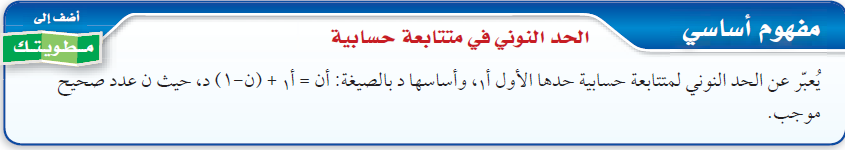 مفهوم أساسي
الحد النوني في متتابعة حسابية
أضف إلى
مطويتك
يُعبّر عن الحد النوني لمتتابعة حسابية حدها الأول أ١، وأساسها د بالصيغة: أن = أ١ + (ن-١) د، حيث ن عدد صحيح
موجب.